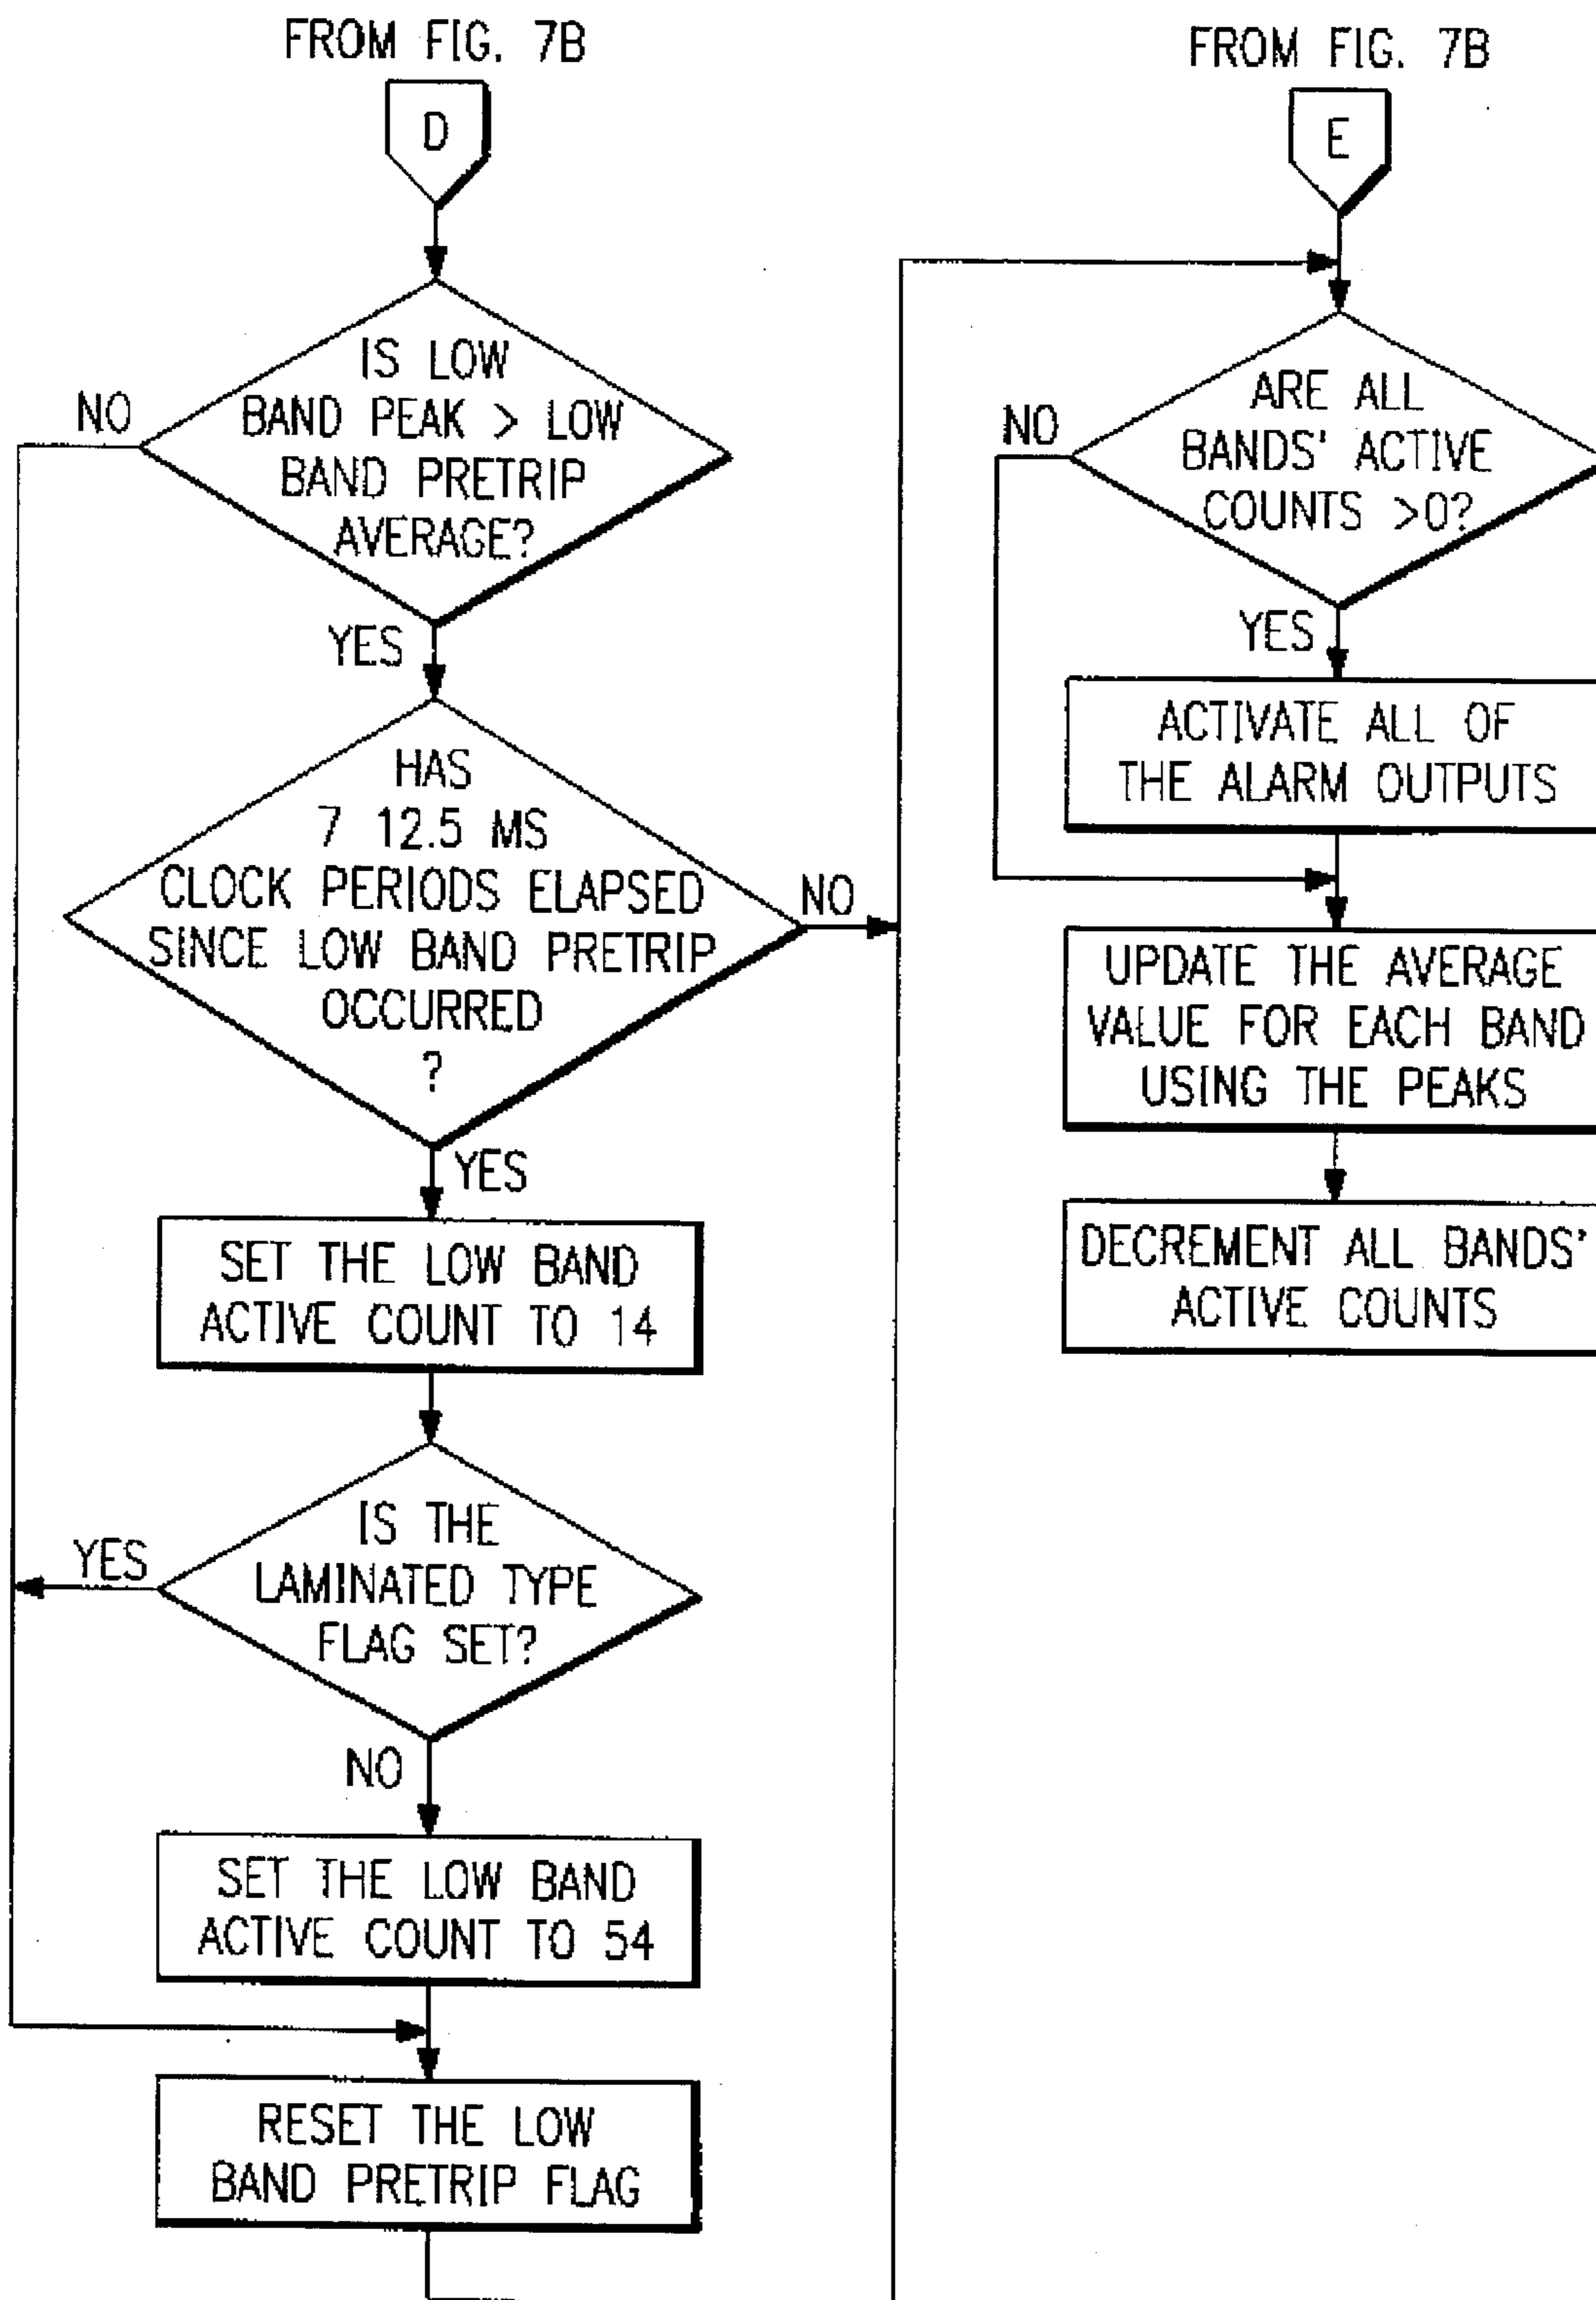 FROM FIG. 7B
D
IS LOW
BAND PEAK > LOW
BAND PRETRIP
AVERAGE?
NO
YES
HAS
7 12.5 MS
CLOCK PERIODS ELAPSED
SINCE LOW BAND PRETRIP
OCCURRED
?
NO
YES
SET THE LOW BAND
ACTIVE COUNT TO 14
IS THE
LAMINATED TYPE
FLAG SET?
YES
NO
SET THE LOW BAND
ACTIVE COUNT TO 54
RESET THE LOW
BAND PRETRIP FLAG
FROM FIG. 7B
E
ARE ALL
BANDS' ACTIVE
COUNTS >0?
NO
YES
ACTIVATE ALL OF
THE ALARM OUTPUTS
UPDATE THE AVERAGE
VALUE FOR EACH BAND
USING THE PEAKS
DECREMENT ALL BANDS'
ACTIVE COUNTS